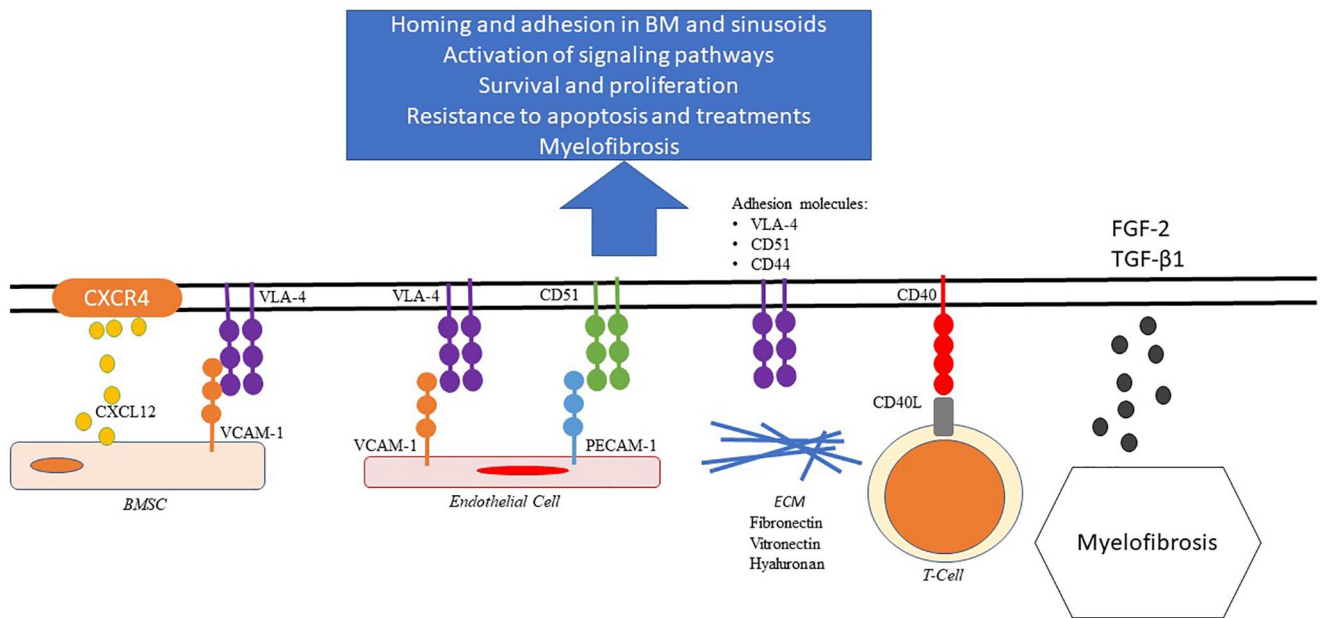 Homing and adhesion in BM and sinusoids
Activation of signaling pathways
Survival and proliferation
Resistance to apoptosis and treatments
Myelofibrosis
Adhesion molecules:
• VLA-4
• CD51
• CD44
FGF-2
TGF-β1
CXCR4
VLA-4
VLA-4
CD51
CD40
CXCL12
VCAM-1
VCAM-1
PECAM-1
CD40L
BMSC
Endothelial Cell
ECM
Fibronectin
Vitronectin
Hyaluronan
T-Cell
Myelofibrosis